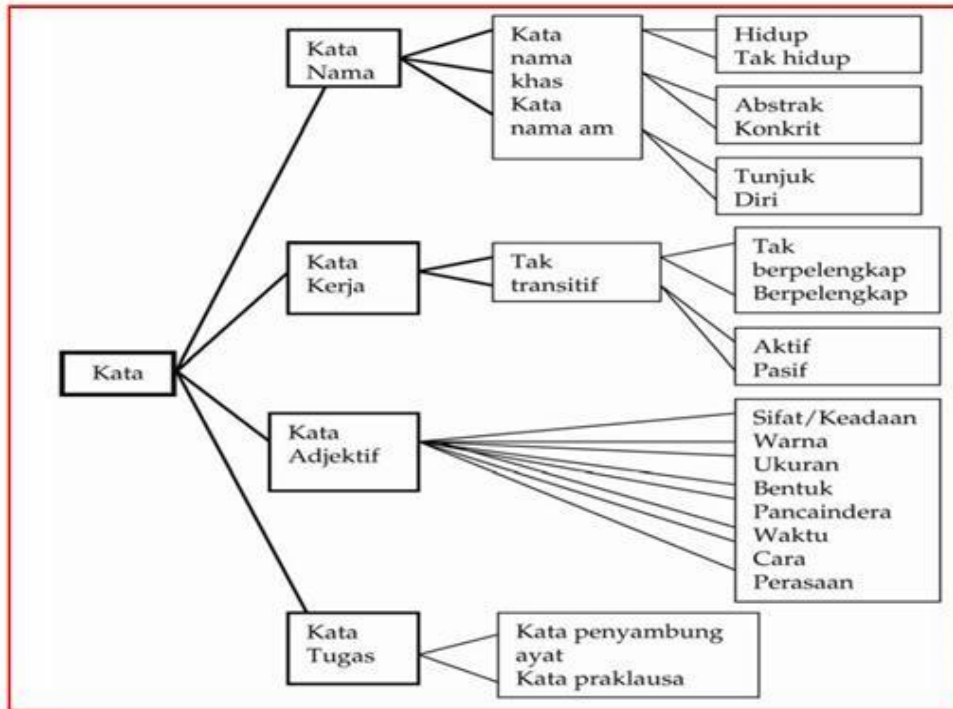 Kata
Kata
Nama
Kata
nama
khas
Kata
nama am
Hidup
Tak hidup
Abstrak
Konkrit
Tunjuk
Diri
Kata
Kerja
Tak
transitif
Tak
berpelengkap
Berpelengkap
Aktif
Pasif
Kata
Adjektif
Sifat/Keadaan
Warna
Ukuran
Bentuk
Pancaindera
Waktu
Cara
Perasaan
Kata
Tugas
Kata penyambung
ayat
Kata praklausa